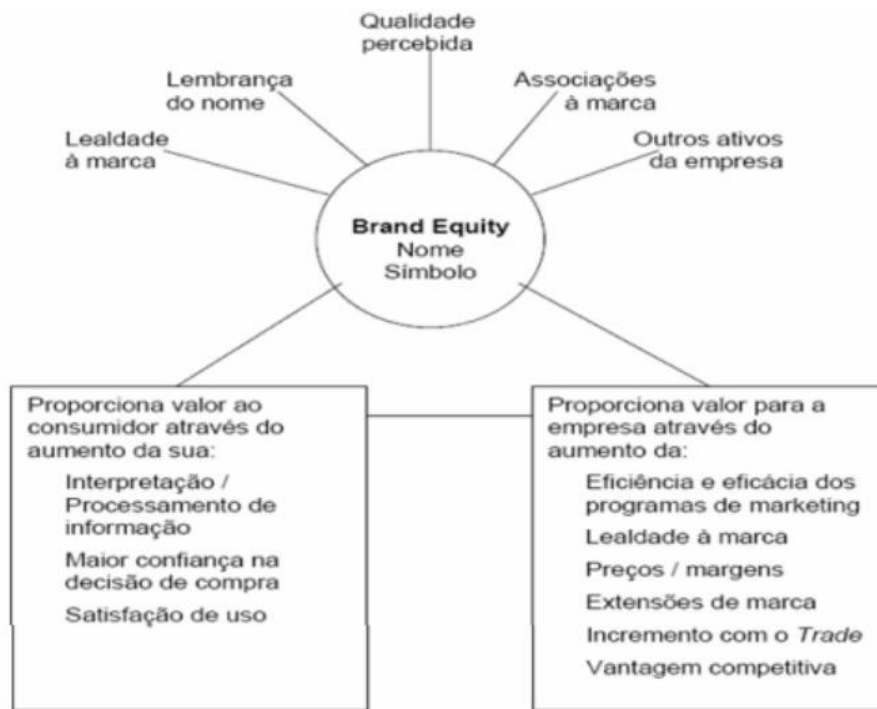 Qualidade
percebida
Lembrança
do nome
Associações
à marca
Lealdade
à marca
Outros ativos
da empresa
Brand Equity
Nome
Símbolo
Proporciona valor ao
consumidor através do
aumento da sua:
Interpretação /
Processamento de
informação
Maior confiança na
decisão de compra
Satisfação de uso
Proporciona valor para a
empresa através do
aumento da:
Eficiência e eficácia dos
programas de marketing
Lealdade à marca
Preços / margens
Extensões de marca
Incremento com o Trade
Vantagem competitiva